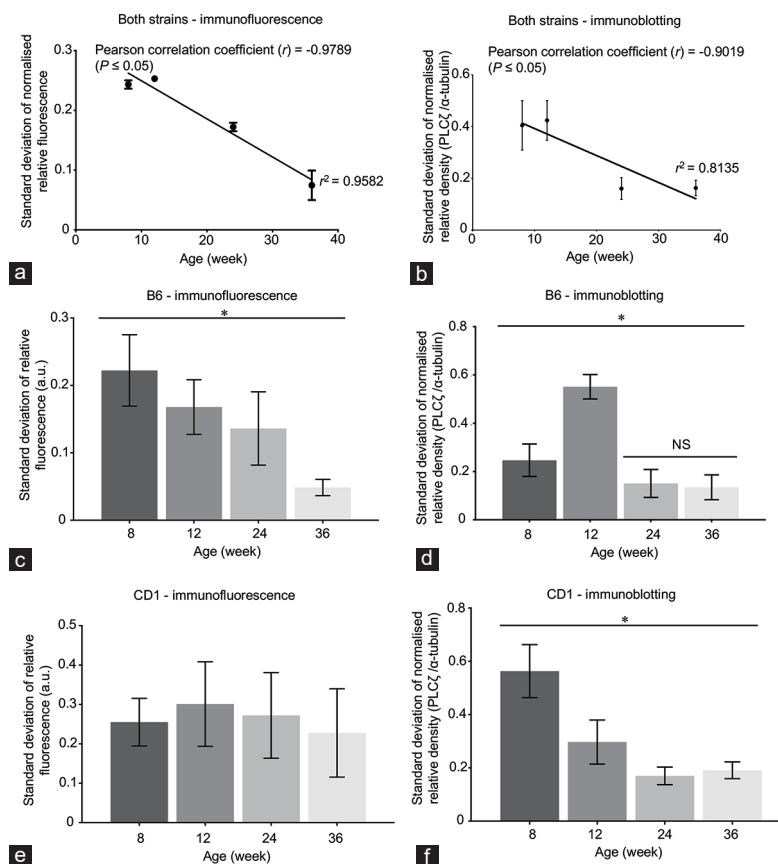 Both strains - immunofluorescence
Pearson correlation coefficient (r) = -0.9789
(P ≤ 0.05)
Standard deviation of normalised
relative fluorescence
0.3
0.2
0.1
0
r² = 0.9582
0 10 20 30 40
Age (week)
a
Both strains - immunoblotting
Pearson correlation coefficient (r) = -0.9019
(P ≤ 0.05)
Standard deviation of normalised
relative density (PLCζ /α-tubulin)
0.6
0.4
0.2
0
r² = 0.8135
0 10 20 30 40
Age (week)
b
B6 - immunofluorescence
*
Standard deviation of relative
fluorescence (a.u.)
0.3
0.2
0.1
0
8 12 24 36
Age (week)
c
B6 - immunoblotting
*
NS
Standard deviation of normalised
relative density (PLCζ /α-tubulin)
0.8
0.6
0.4
0.2
0
8 12 24 36
Age (week)
d
CD1 - immunofluorescence
Standard deviation of relative
fluorescence (a.u.)
0.5
0.4
0.3
0.2
0.1
0
8 12 24 36
Age (week)
e
CD1 - immunoblotting
*
Standard deviation of normalised
relative density (PLCζ /α-tubulin)
0.8
0.6
0.4
0.2
0
8 12 24 36
Age (week)
f